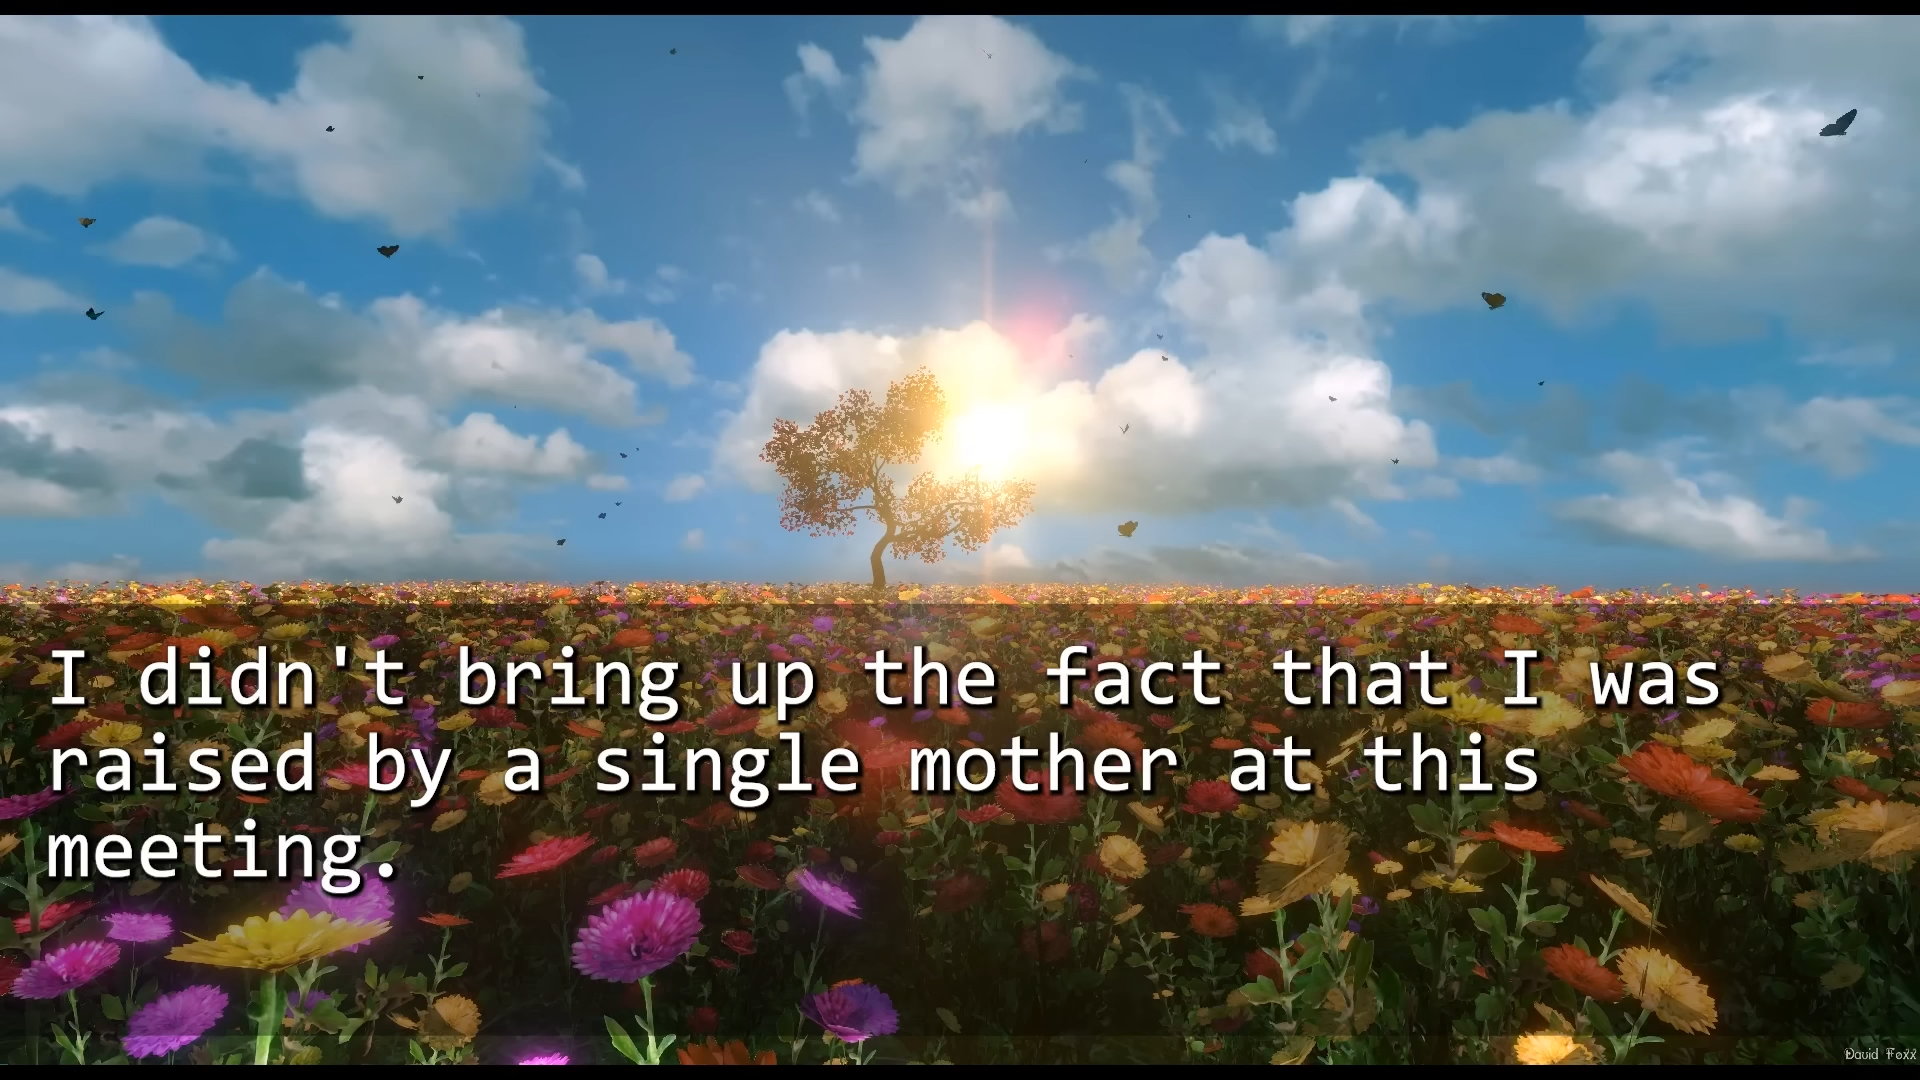 I didn't bring up the fact that I was
raised by a single mother at this
meeting.
David Foxx